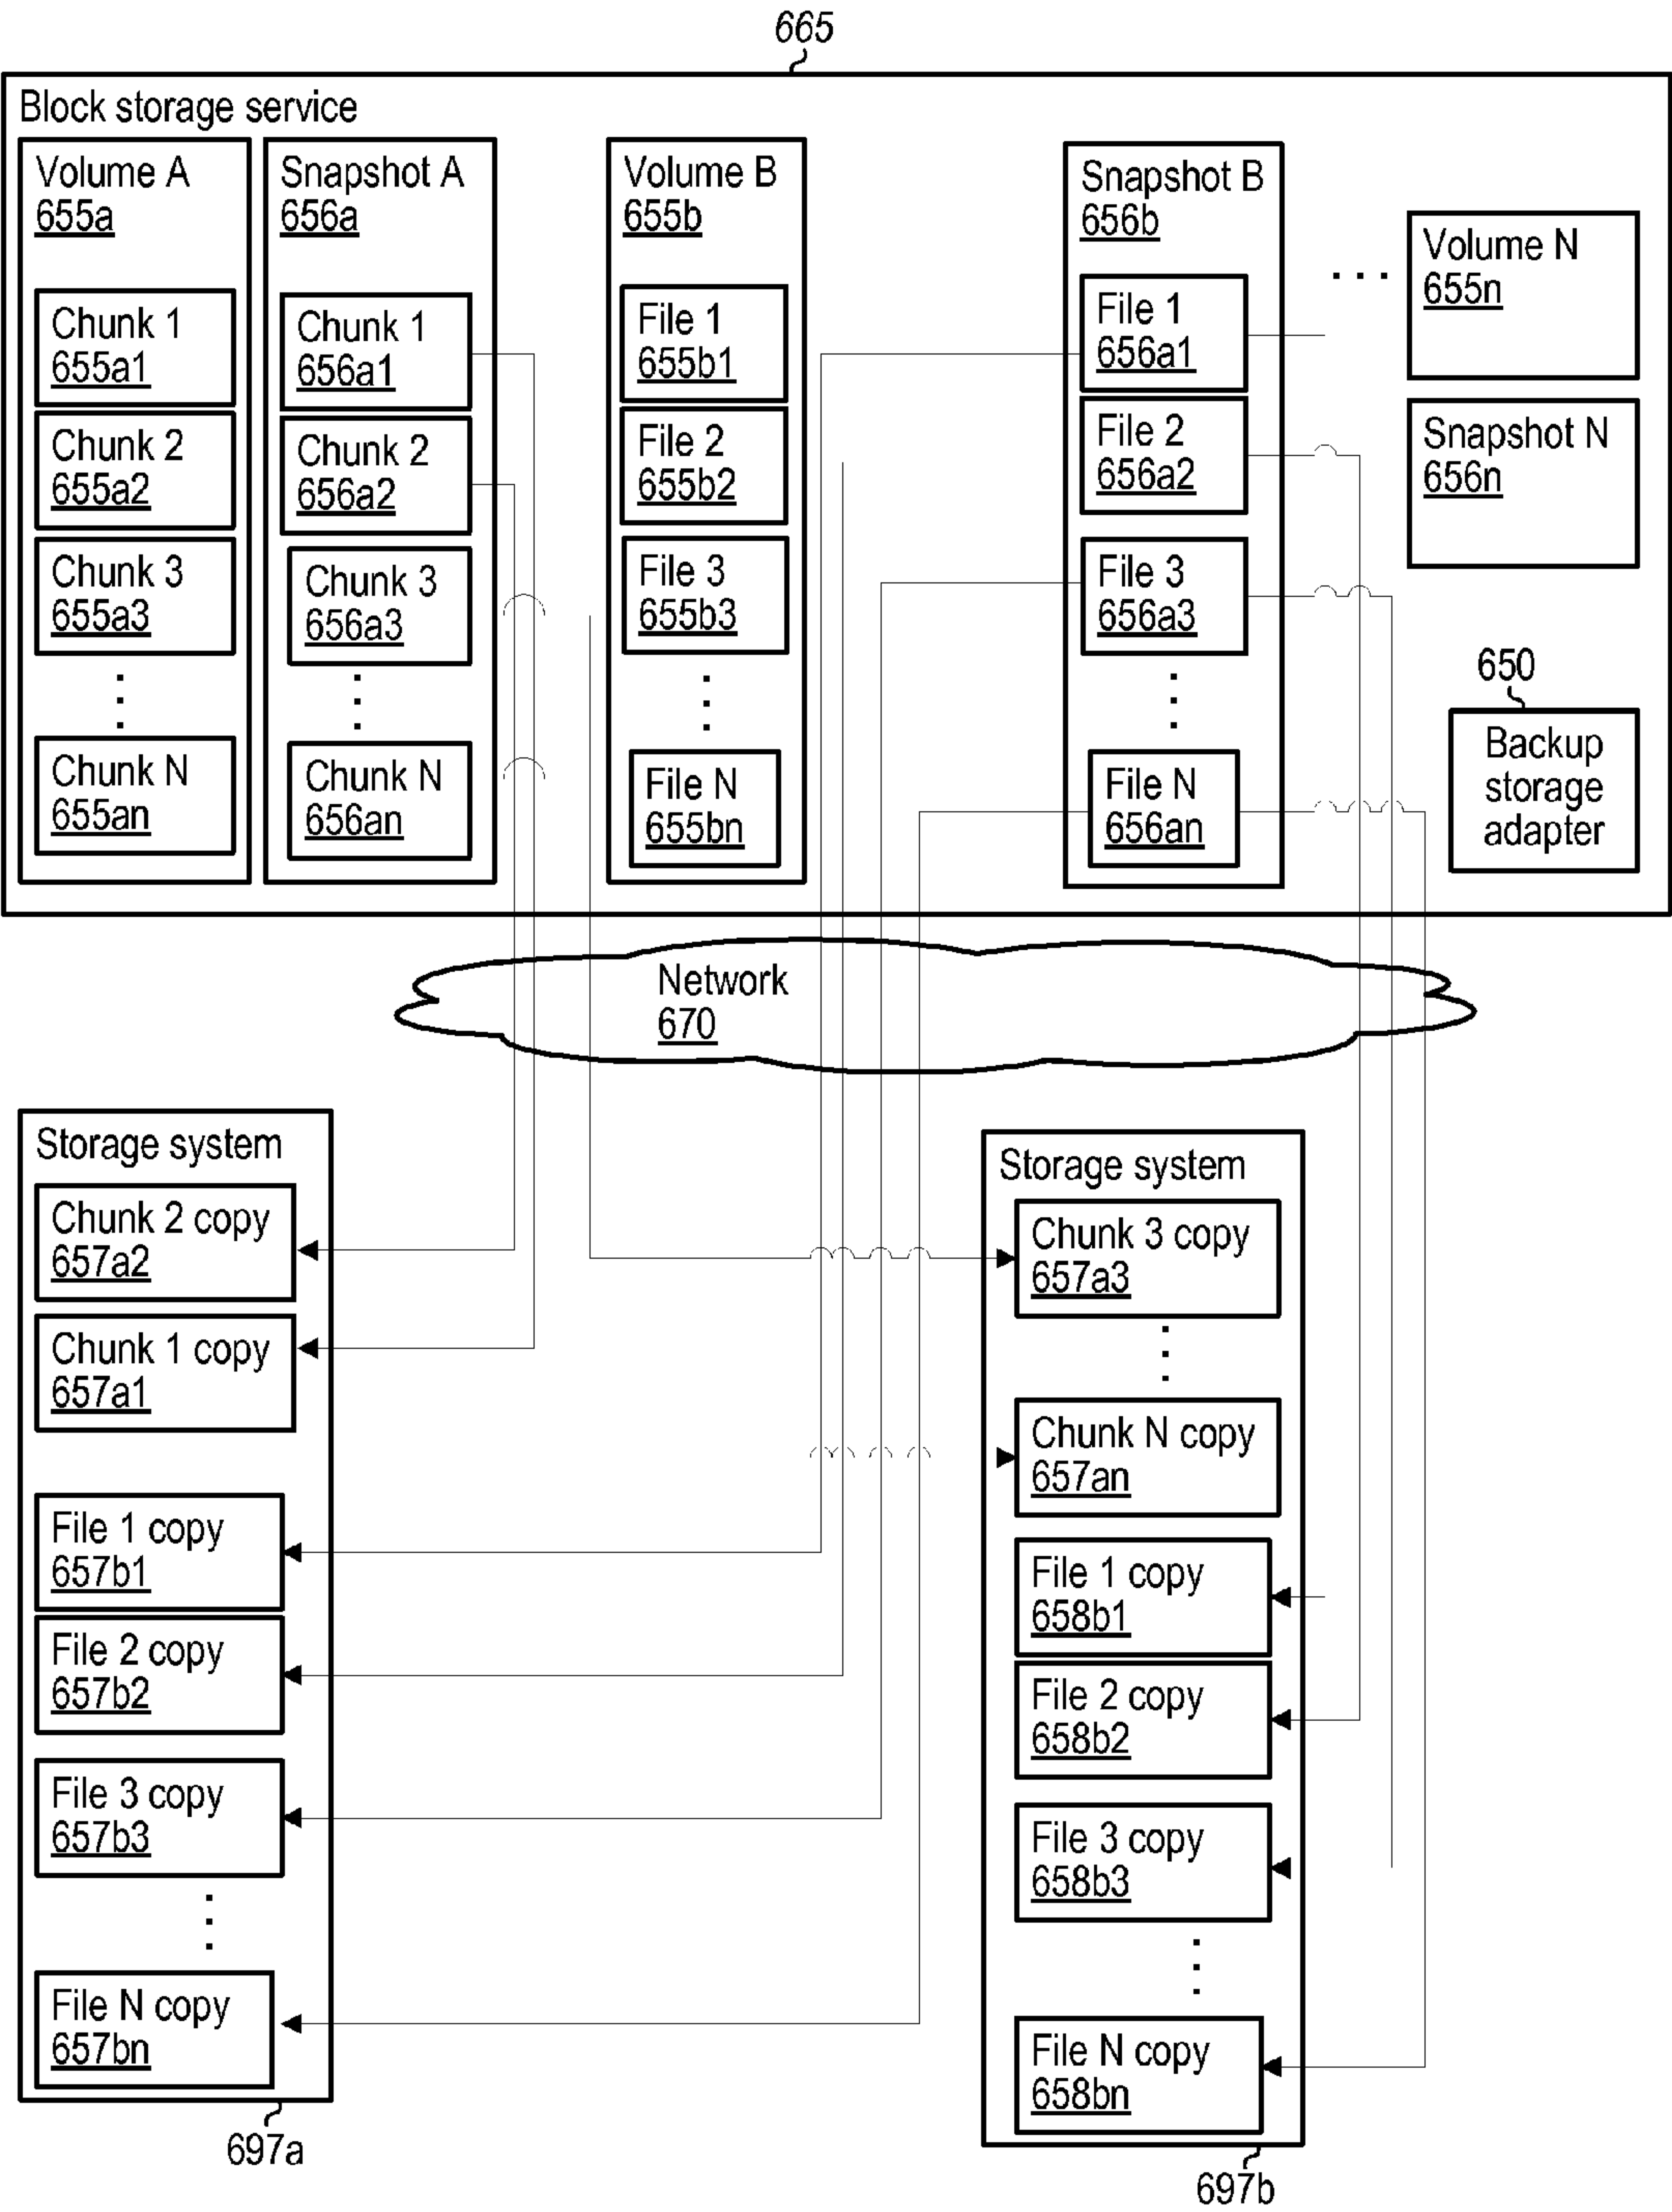 665
Block storage service
Volume A
655a
Chunk 1
655a1
Chunk 2
655a2
Chunk 3
655a3
Chunk N
655an
Snapshot A
656a
Chunk 1
656a1
Chunk 2
656a2
Chunk 3
656a3
Chunk N
656an
Volume B
655b
File 1
655b1
File 2
655b2
File 3
655b3
File N
655bn
Snapshot B
656b
File 1
656a1
File 2
656a2
File 3
656a3
File N
656an
Volume N
655n
Snapshot N
656n
650
Backup
storage
adapter
Network
670
Storage system
Chunk 2 copy
657a2
Chunk 1 copy
657a1
File 1 copy
657b1
File 2 copy
657b2
File 3 copy
657b3
File N copy
657bn
697a
Storage system
Chunk 3 copy
657a3
Chunk N copy
657an
File 1 copy
658b1
File 2 copy
658b2
File 3 copy
658b3
File N copy
658bn
697b